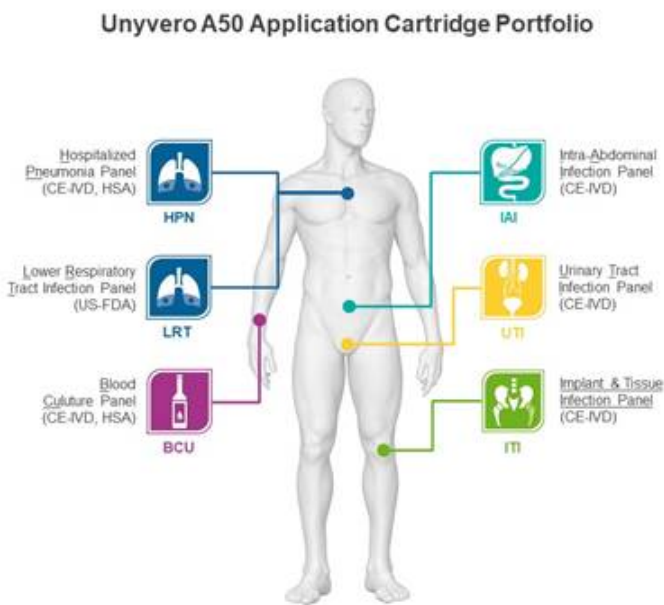 Unyvero A50 Application Cartridge Portfolio
Hospitalized
Pneumonia Panel
(CE-IVD, HSA)
HPN
Lower Respiratory
Tract Infection Panel
(US-FDA)
LRT
Blood
Culuture Panel
(CE-IVD, HSA)
BCU
Intra-Abdominal
Infection Panel
(CE-IVD)
IAI
Urinary Tract
Infection Panel
(CE-IVD)
UTI
Implant & Tissue
Infection Panel
(CE-IVD)
ITI